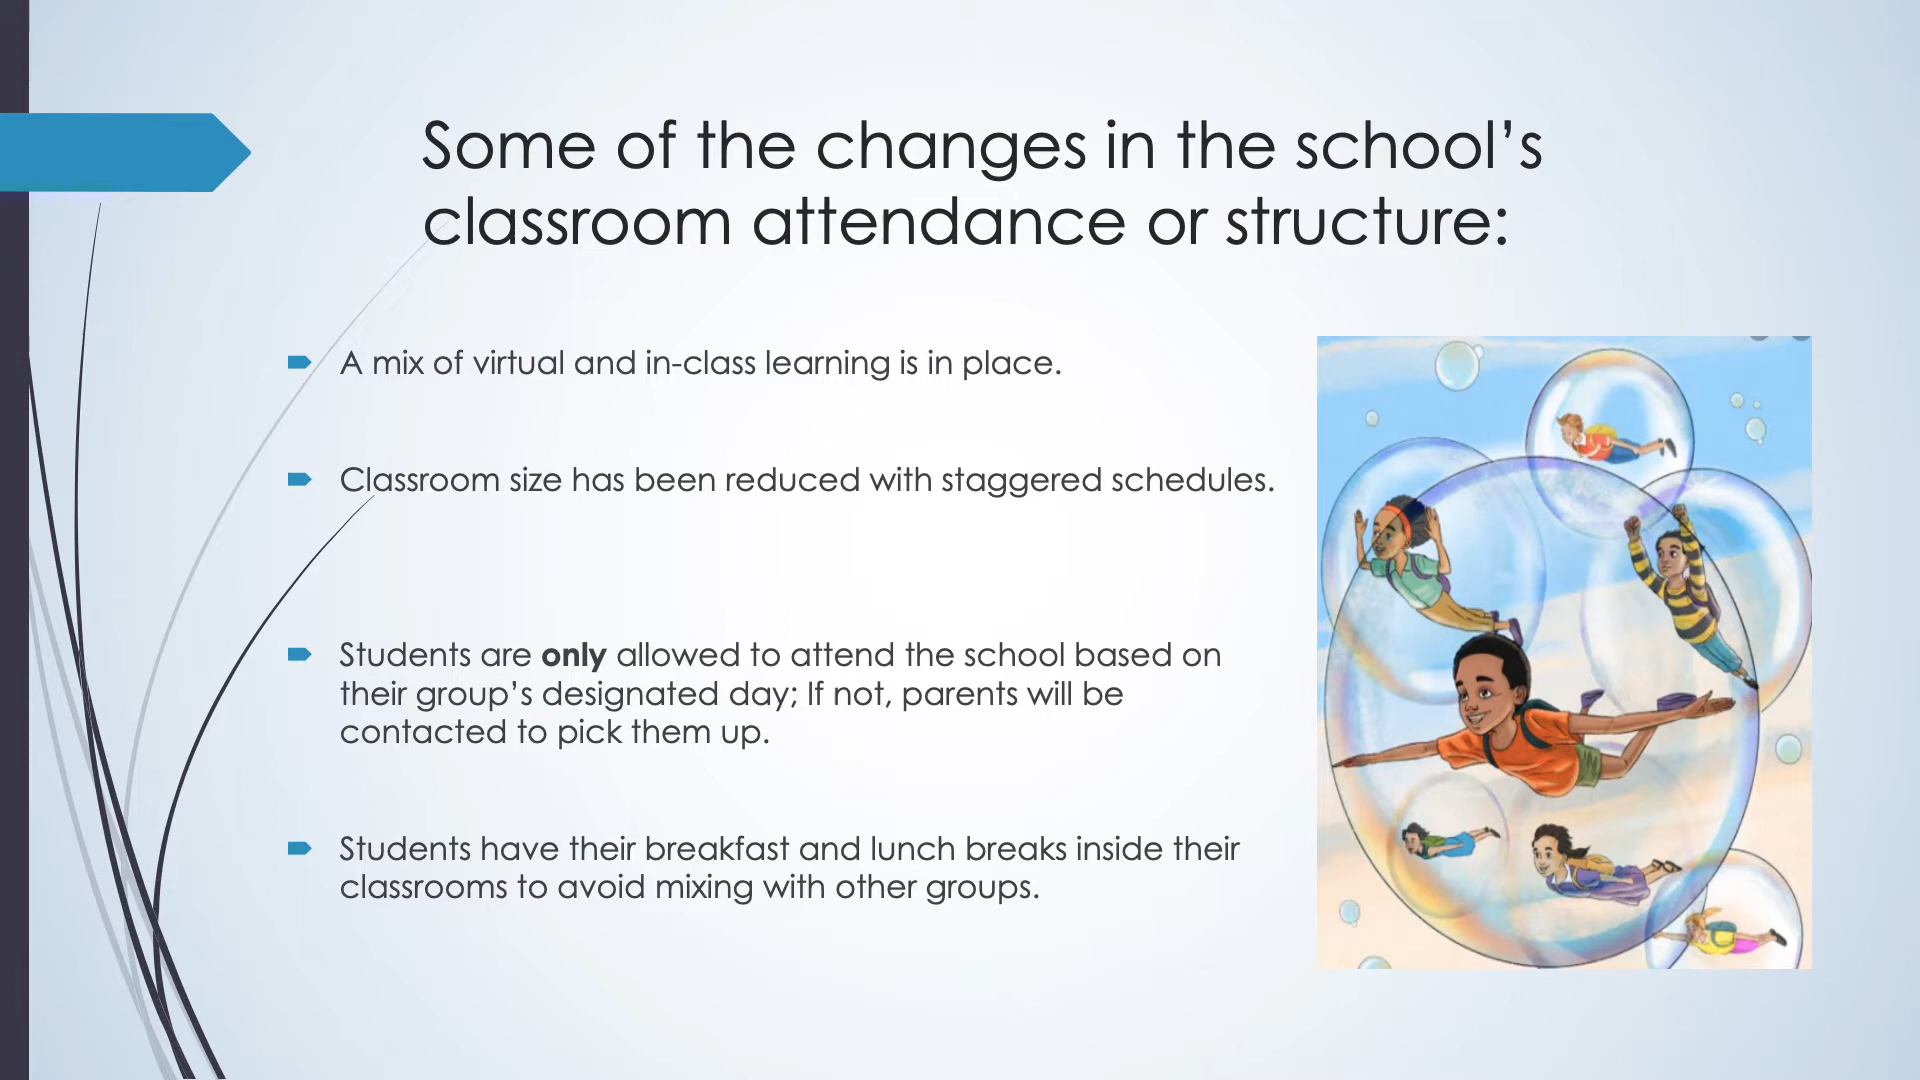 Some of the changes in the school’s
classroom attendance or structure:
A mix of virtual and in-class learning is in place.
Classroom size has been reduced with staggered schedules.
Students are only allowed to attend the school based on
their group’s designated day; If not, parents will be
contacted to pick them up.
Students have their breakfast and lunch breaks inside their
classrooms to avoid mixing with other groups.